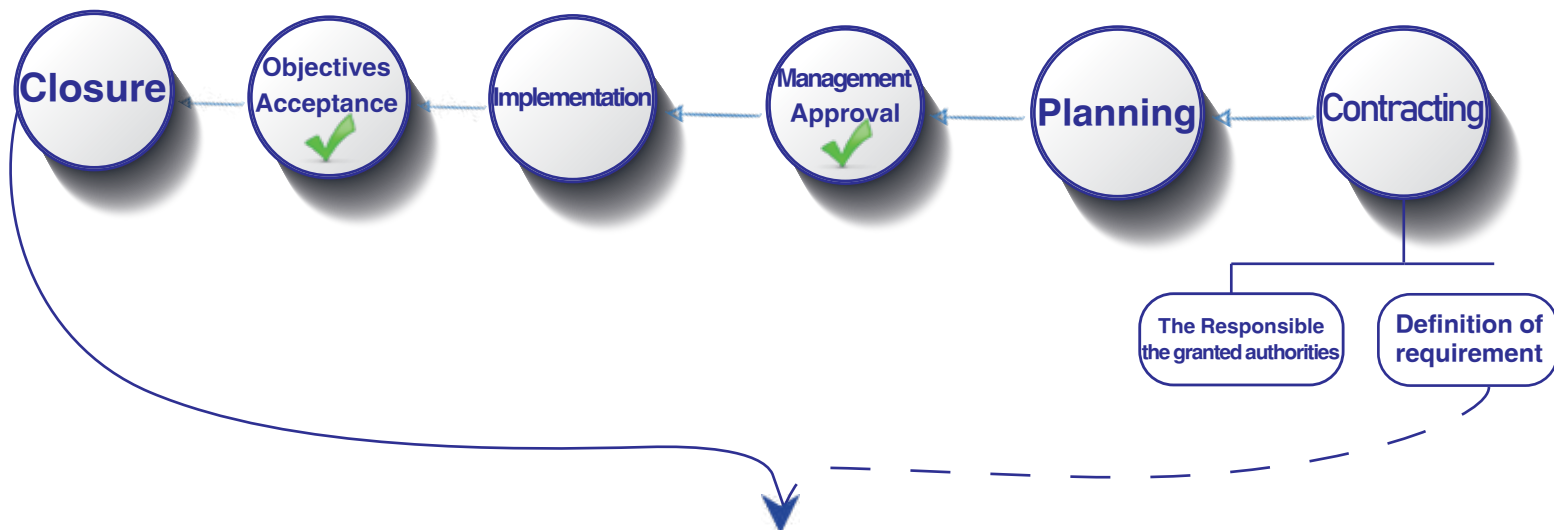 Closure
Objectives
Acceptance
Implementation
Management
Approval
Planning
Contracting
The Responsible
the granted authorities
Definition of
requirement